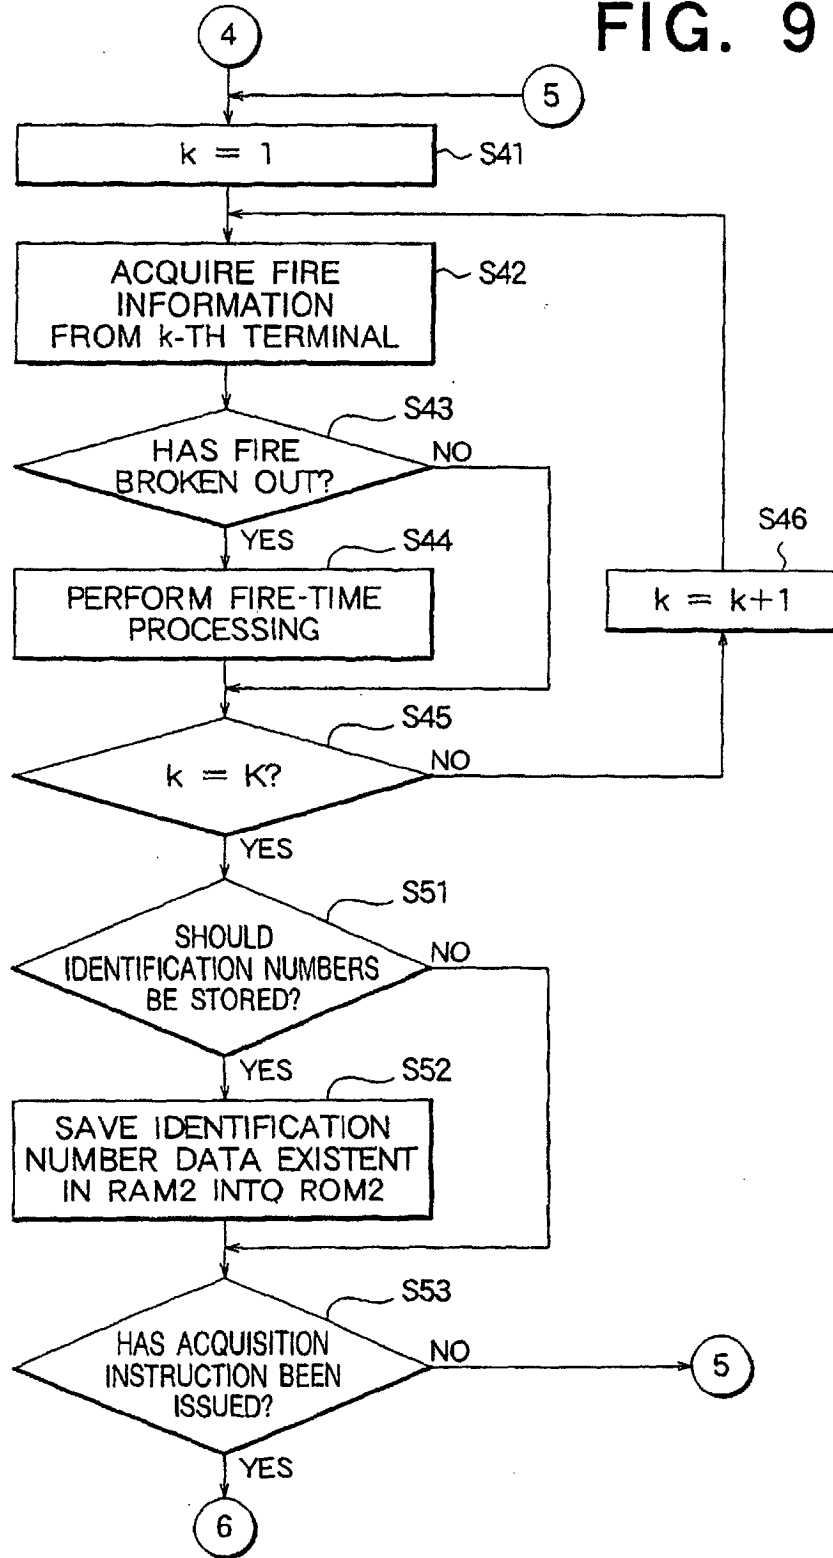 FIG. 9
4
5
k = 1
S41
ACQUIRE FIRE
INFORMATION
FROM k-TH TERMINAL
S42
S43
HAS FIRE
BROKEN OUT?
NO
YES
S44
PERFORM FIRE-TIME
PROCESSING
S46
k = k+1
S45
k = K?
NO
YES
S51
SHOULD
IDENTIFICATION NUMBERS
BE STORED?
NO
YES
S52
SAVE IDENTIFICATION
NUMBER DATA EXISTENT
IN RAM2 INTO ROM2
S53
HAS ACQUISITION
INSTRUCTION BEEN
ISSUED?
NO
5
YES
6